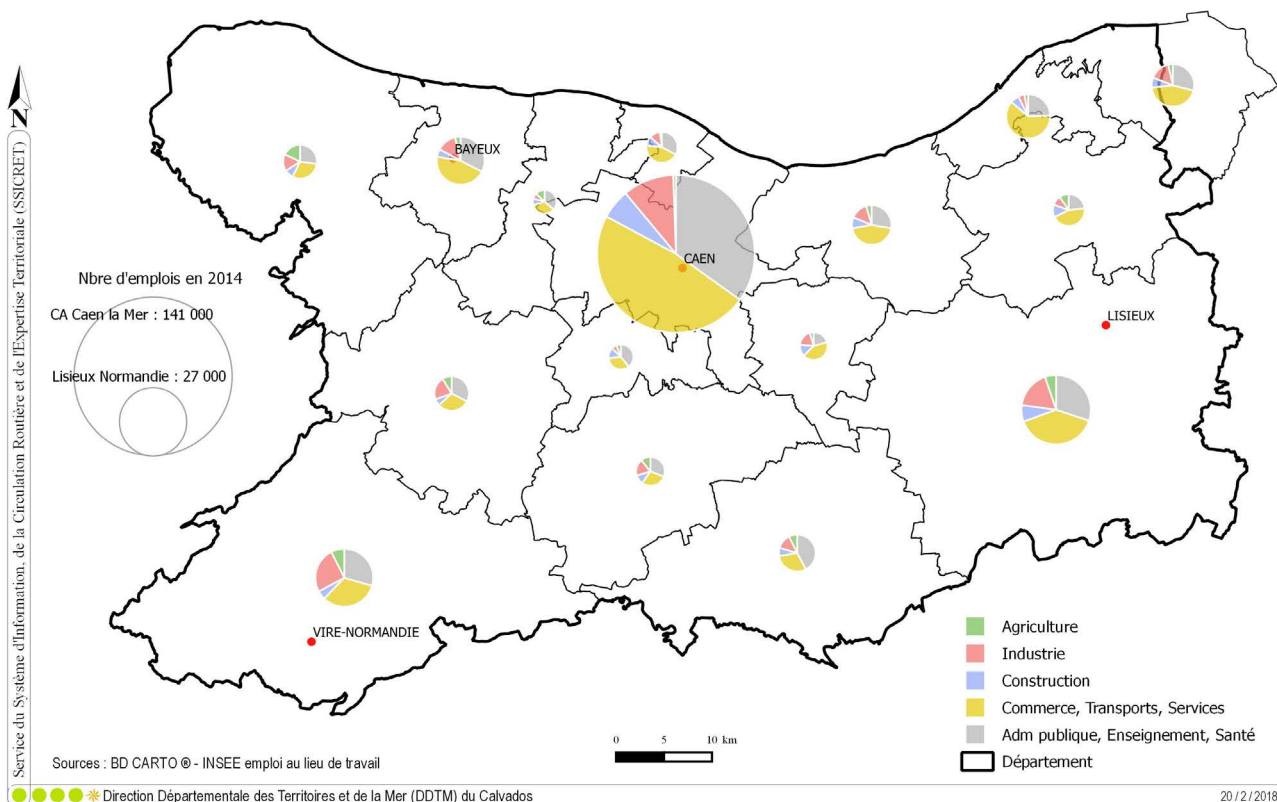 N
Service du Système d'Information, de la Circulation Routière et de l'Expertise Territoriale (SSICRET)
BAYEUX
CAEN
Nbre d'emplois en 2014
CA Caen la Mer : 141 000
Lisieux Normandie : 27 000
LISIEUX
VIRE-NORMANDIE
Agriculture
Industrie
Construction
Commerce, Transports, Services
Adm publique, Enseignement, Santé
Département
0 5 10 km
Sources : BD CARTO ® - INSEE emploi au lieu de travail
Direction Départementale des Territoires et de la Mer (DDTM) du Calvados
20 / 2 / 2018